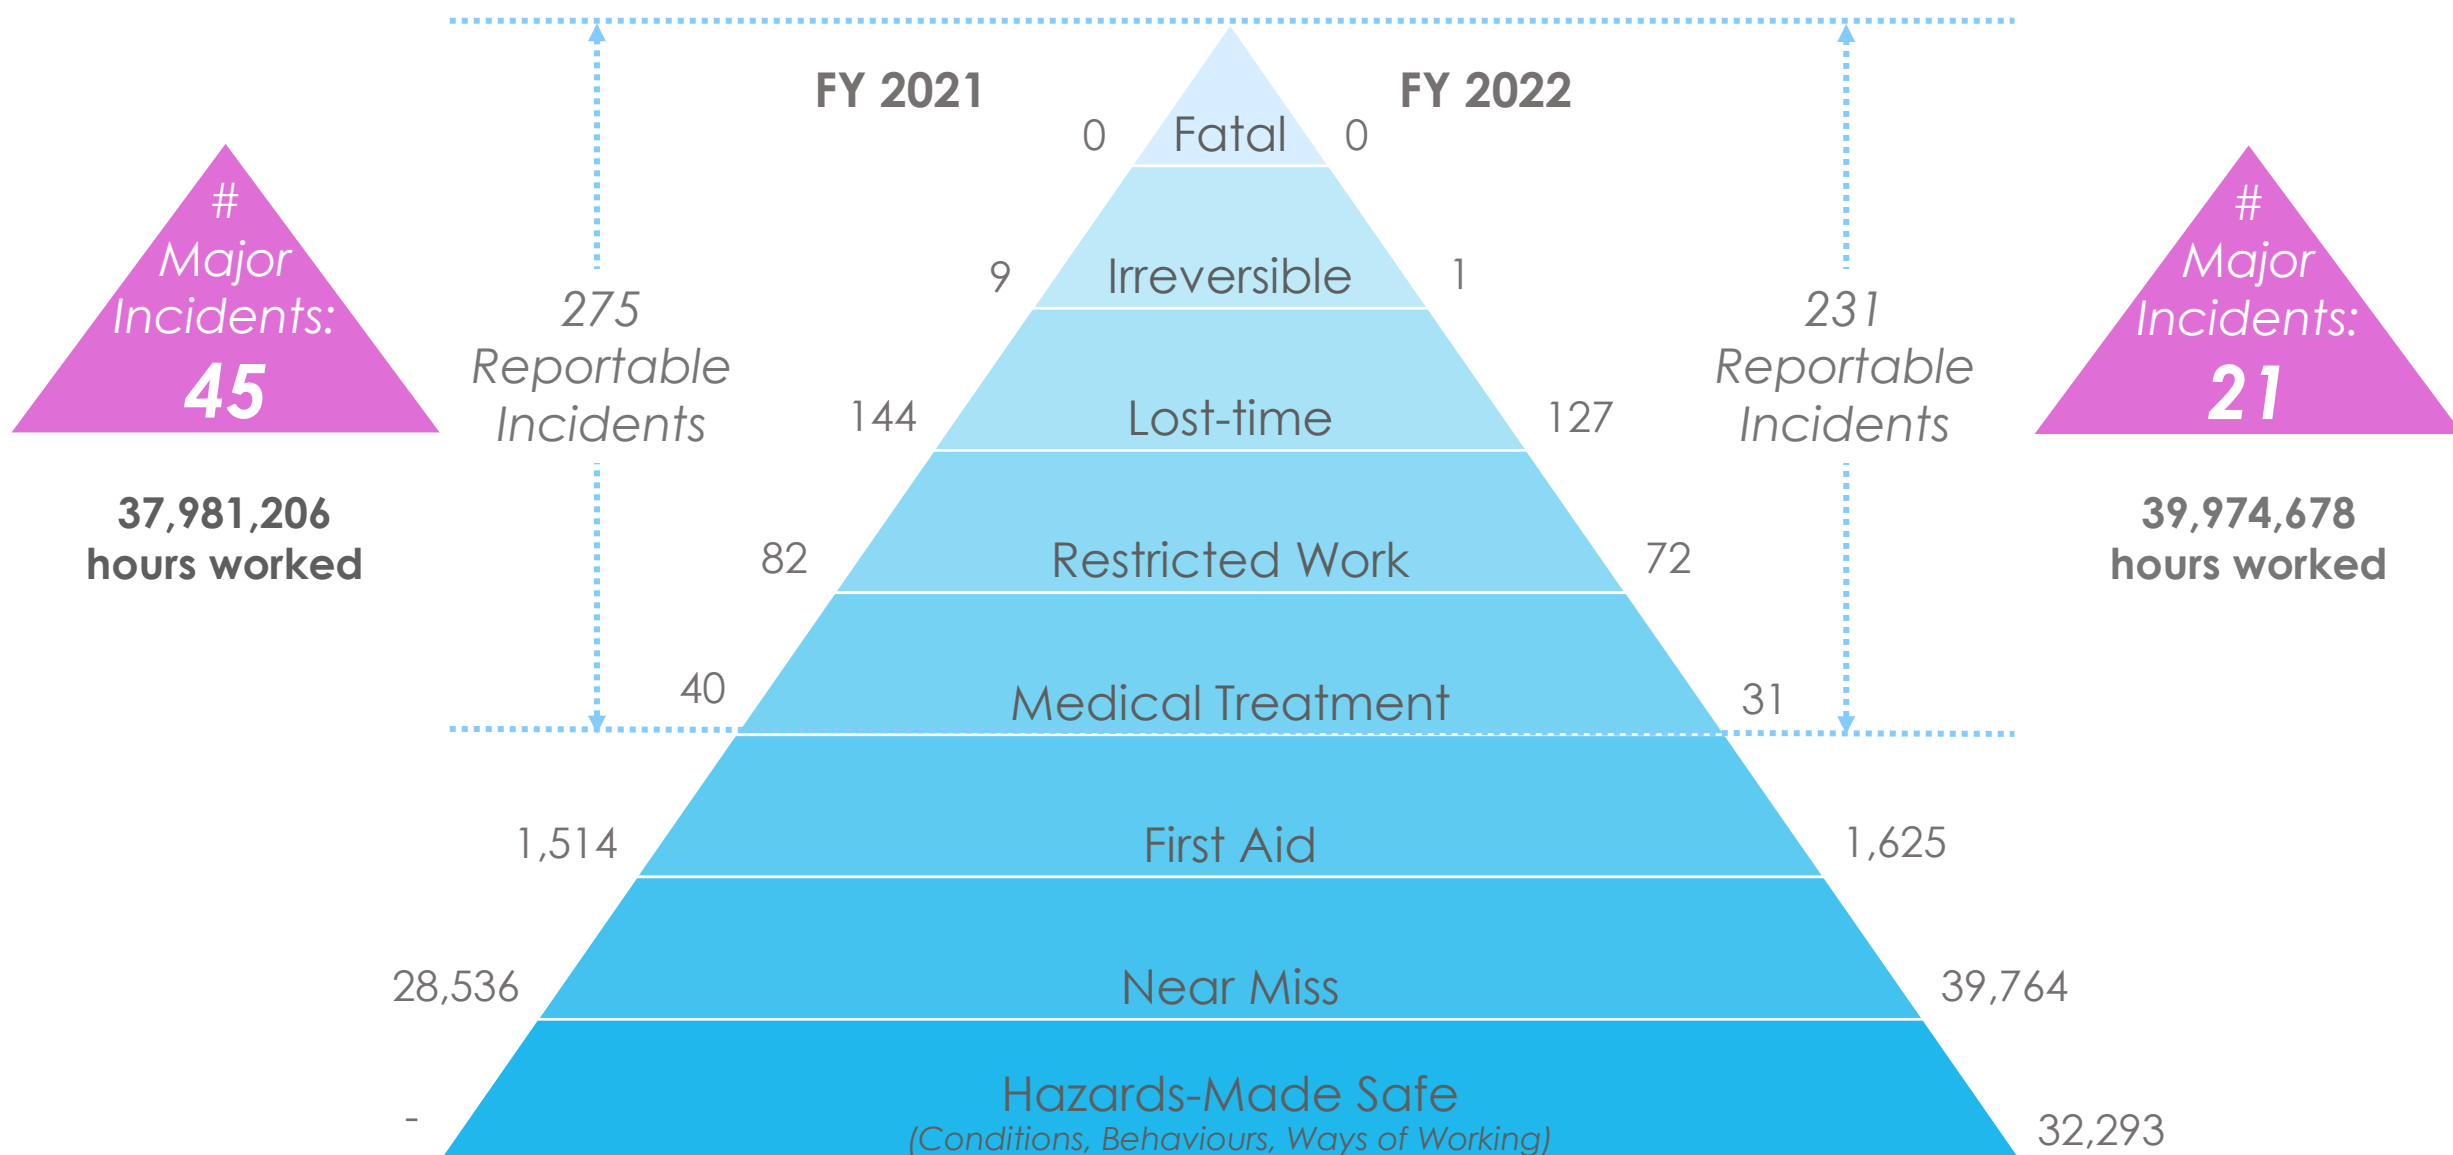 FY 2021
FY 2022
0
Fatal
0
#
Major
Incidents:
45
37,981,206
hours worked
275
Reportable
Incidents
9
Irreversible
1
231
Reportable
Incidents
#
Major
Incidents:
21
39,974,678
hours worked
144
Lost-time
127
82
Restricted Work
72
40
Medical Treatment
31
1,514
First Aid
1,625
28,536
Near Miss
39,764
-
Hazards-Made Safe
(Conditions, Behaviours, Ways of Working)
32,293